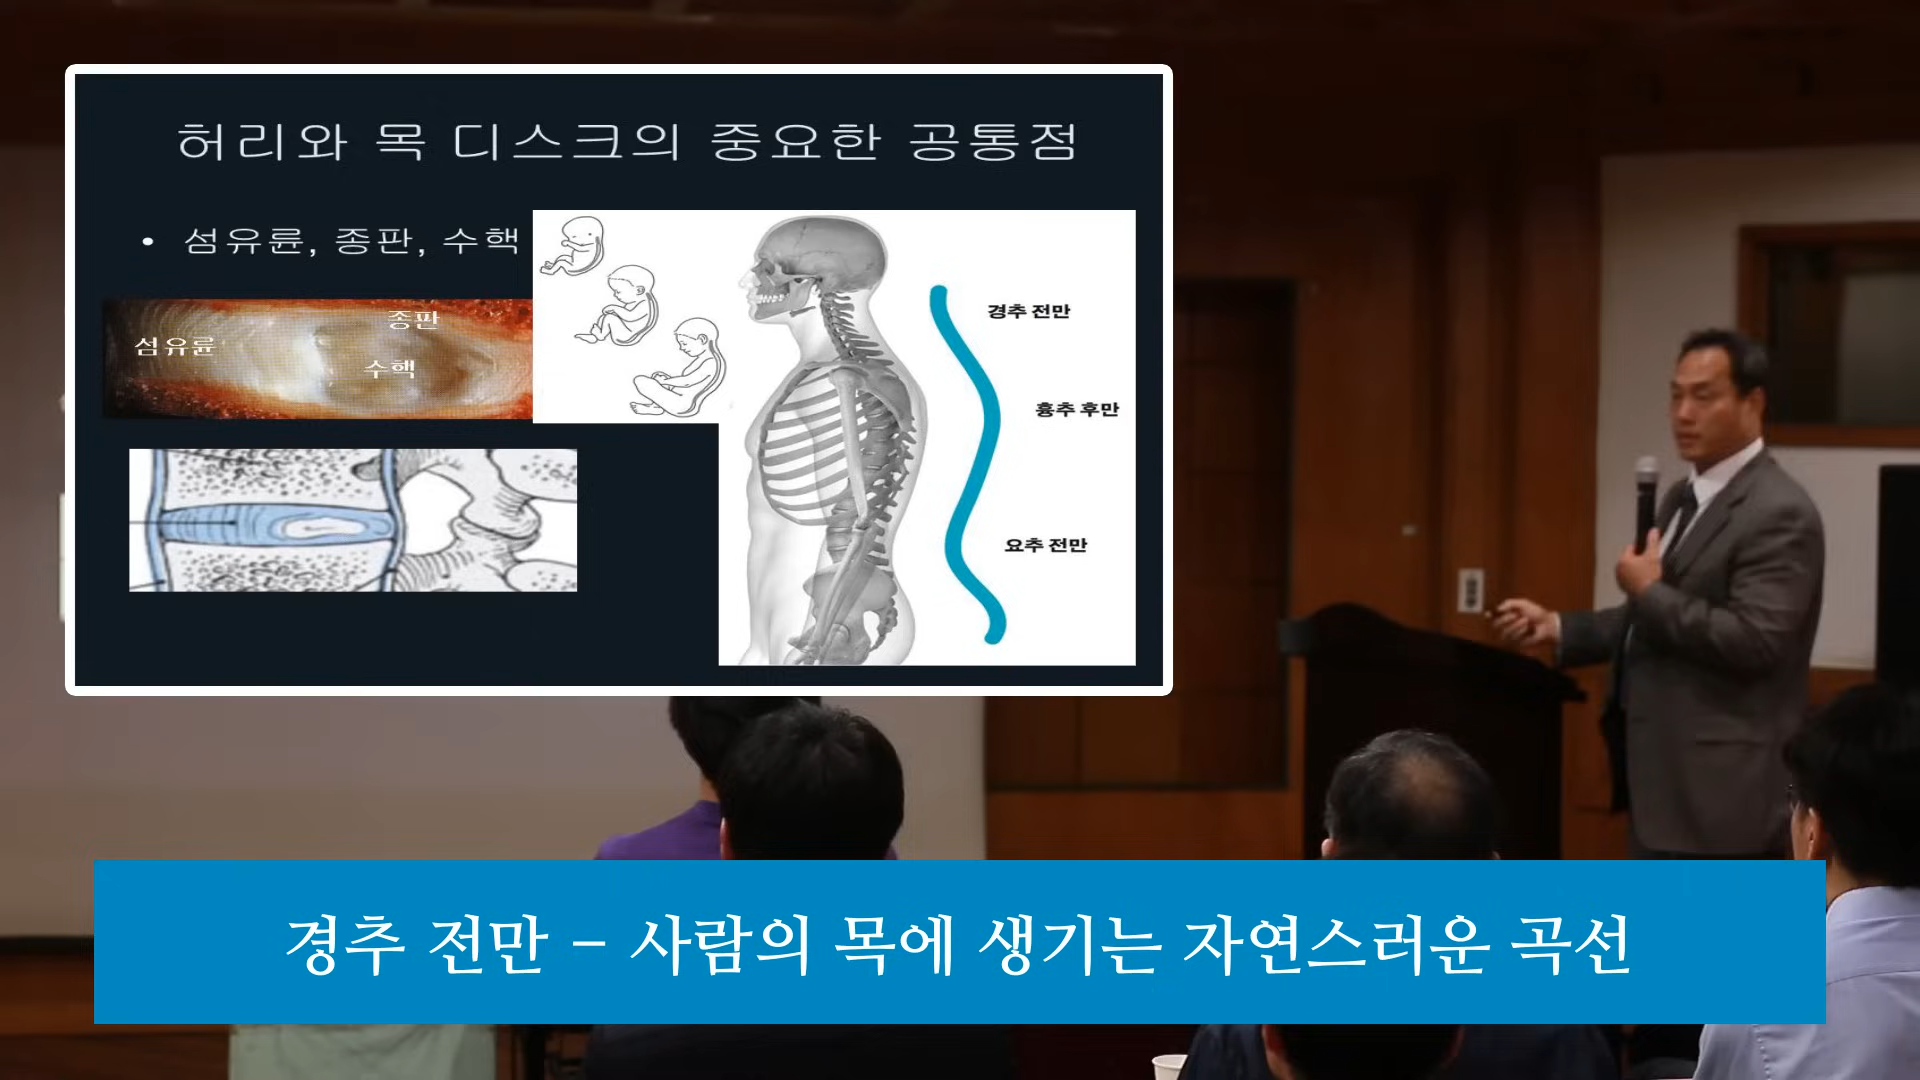 허리와 목 디스크의 중요한 공통점
• 섬유륜, 종판, 수핵
종판
섬유륜
수핵
경추 전만
흉추 후만
요추 전만
경추 전만 - 사람의 목에 생기는 자연스러운 곡선